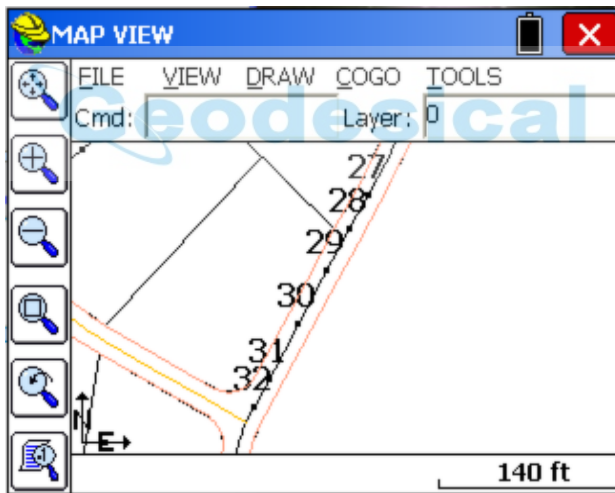 MAP VIEW
FILE VIEW DRAW COGO TOOLS
Geodesical
Cmd: Layer: 0
27
28
29
30
31
32
N
E
140 ft